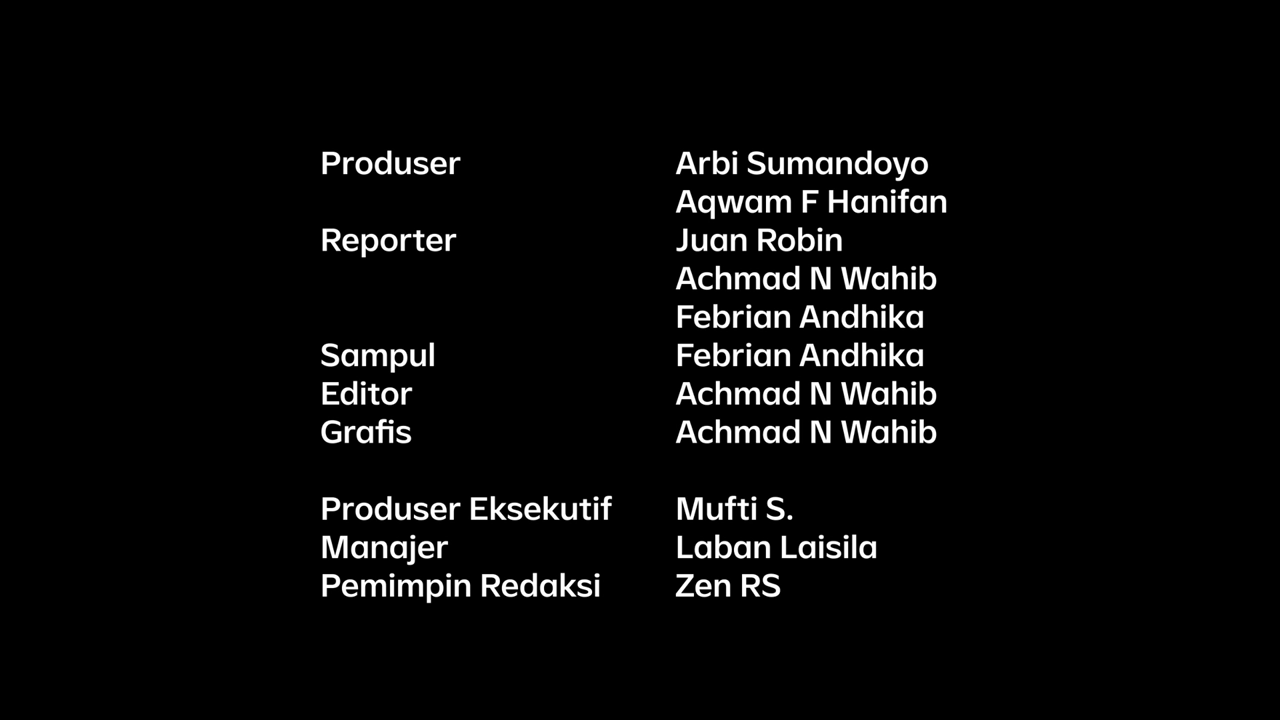 Produser Arbi Sumandoyo
Aqwam F Hanifan
Reporter Juan Robin
Achmad N Wahib
Febrian Andhika
Sampul Febrian Andhika
Editor Achmad N Wahib
Grafis Achmad N Wahib
Produser Eksekutif Mufti S.
Manajer Laban Laisila
Pemimpin Redaksi Zen RS